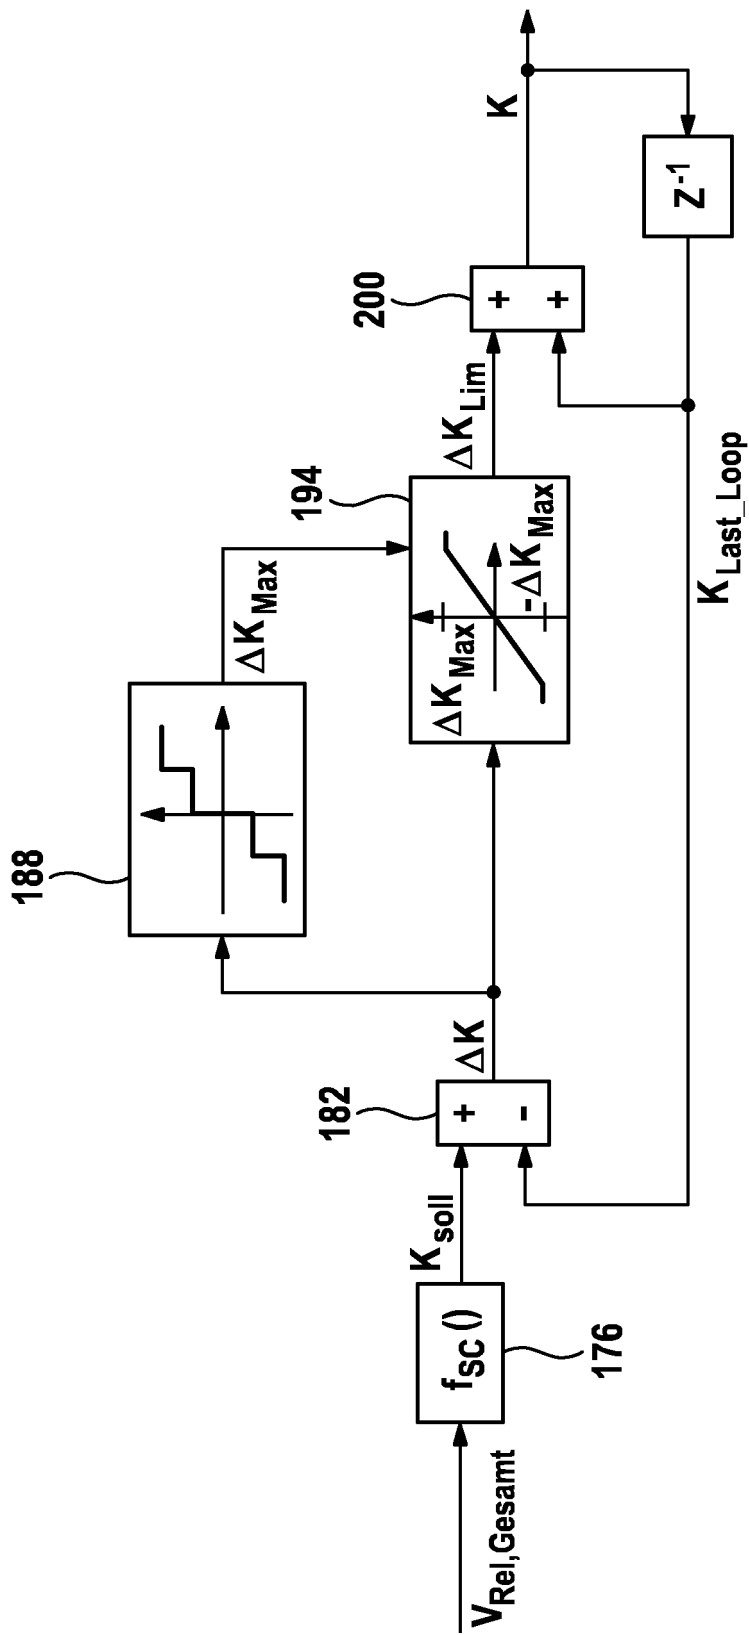 V_Rel,Gesamt
f_SC ()
176
K_soll
182
+
-
ΔK
188
ΔK_Max
194
ΔK_Max
-ΔK_Max
ΔK_Lim
200
+
+
K
Z^-1
K_Last_Loop